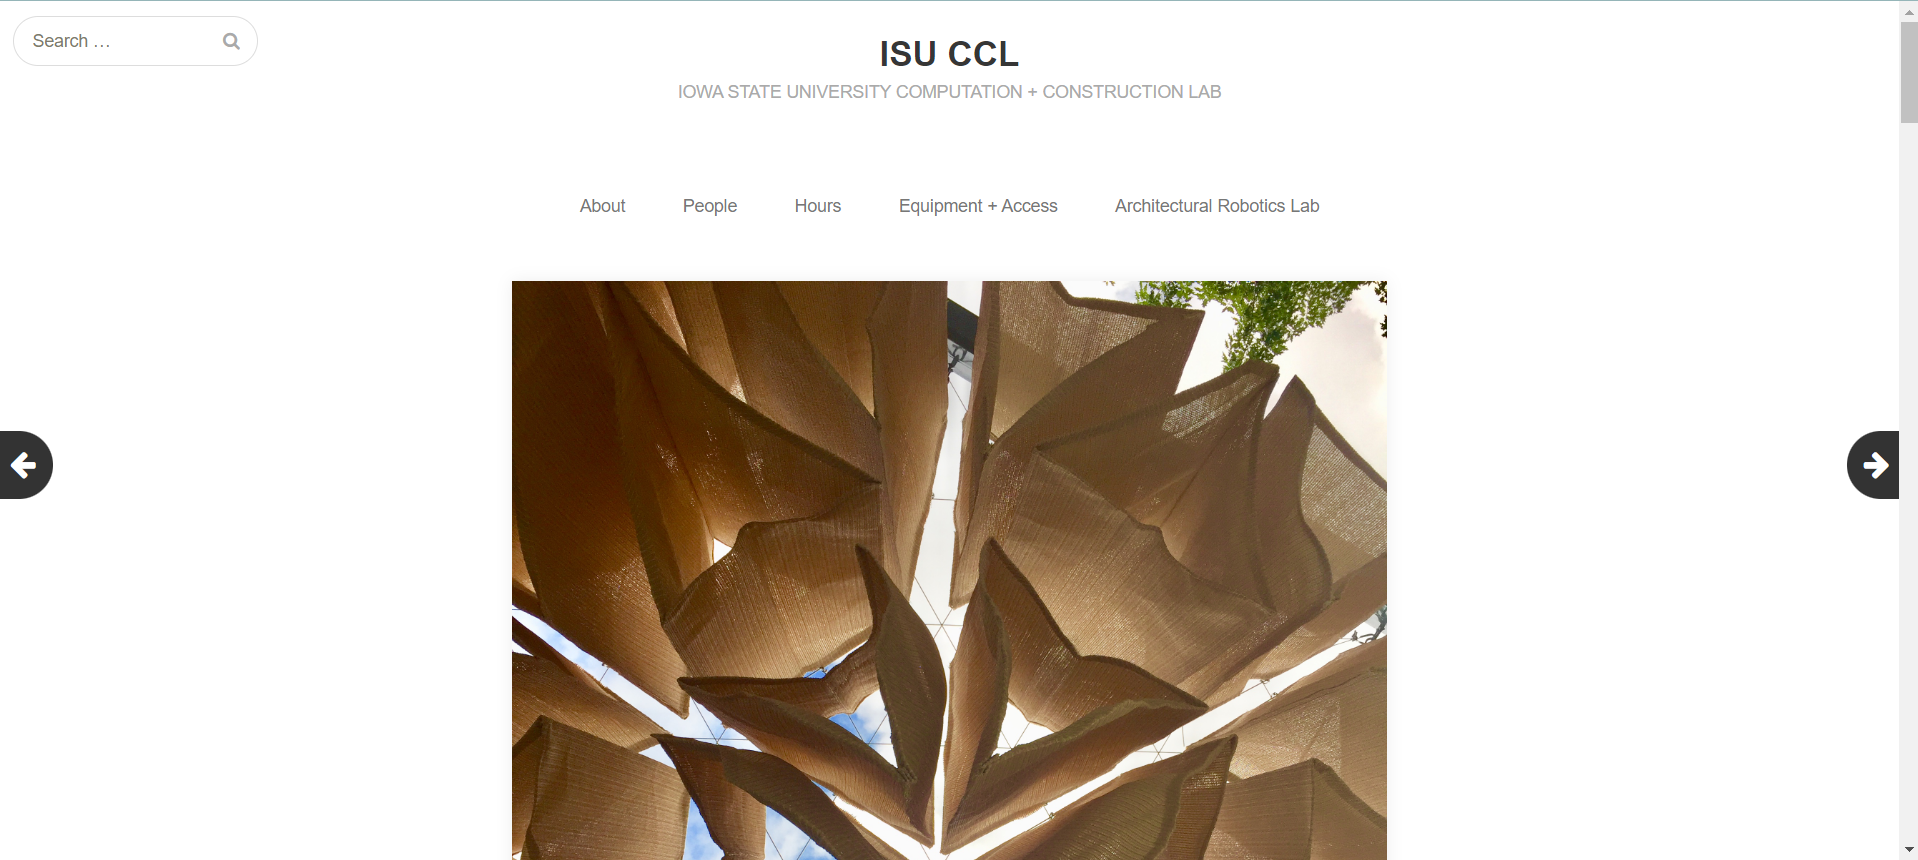 Search …
ISU CCL
IOWA STATE UNIVERSITY COMPUTATION + CONSTRUCTION LAB
About People Hours Equipment + Access Architectural Robotics Lab